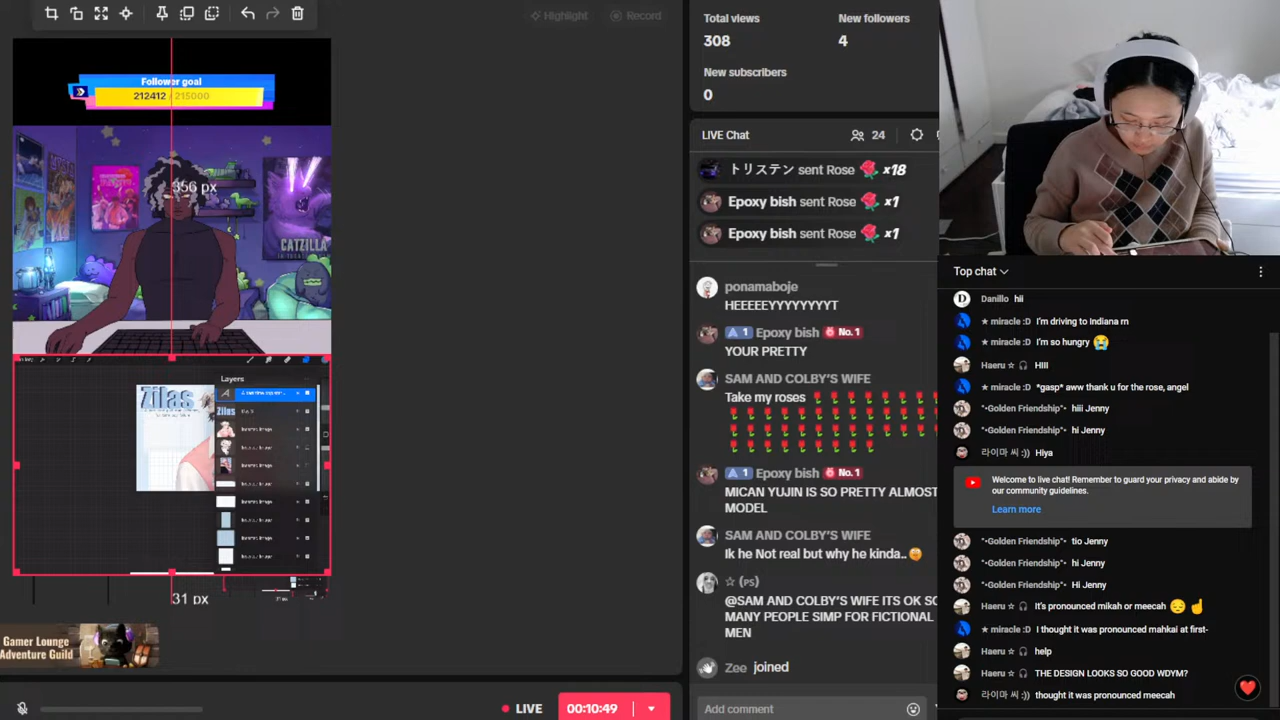 Highlight
Record
Follower goal
212412 / 215000
356 px
CATZILLA
Layers
Zilas
Zilas
31 px
Gamer Lounge
Adventure Guild
LIVE
00:10:49
Total views
308
New followers
4
New subscribers
0
LIVE Chat
24
トリステン sent Rose x18
Epoxy bish sent Rose x1
Epoxy bish sent Rose x1
ponamaboje
HEEEEEYYYYYYYT
1 Epoxy bish No. 1
YOUR PRETTY
SAM AND COLBY'S WIFE
Take my roses 🌹🌹🌹🌹🌹🌹🌹🌹
1 Epoxy bish No. 1
MICAN YUJIN IS SO PRETTY ALMOST
MODEL
SAM AND COLBY'S WIFE
Ik he Not real but why he kinda..
☆ (PS)
@SAM AND COLBY'S WIFE ITS OK SO
MANY PEOPLE SIMP FOR FICTIONAL
MEN
Zee joined
Add comment
Top chat
Danillo hii
★ miracle :D I'm driving to Indiana rn
★ miracle :D I'm so hungry 😭
Haeru ☆ 🎧 HIII
★ miracle :D *gasp* aww thank u for the rose, angel
"•Golden Friendship"• hiii Jenny
"•Golden Friendship"• hi Jenny
라이마 씨 :)) Hiya
Welcome to live chat! Remember to guard your privacy and abide by
our community guidelines.
Learn more
"•Golden Friendship"• tio Jenny
"•Golden Friendship"• hi Jenny
"•Golden Friendship"• Hi Jenny
Haeru ☆ 🎧 It's pronounced mikah or meecah 😔☝
★ miracle :D I thought it was pronounced mahkai at first-
Haeru ☆ 🎧 help
Haeru ☆ 🎧 THE DESIGN LOOKS SO GOOD WDYM?
라이마 씨 :)) thought it was pronounced meecah